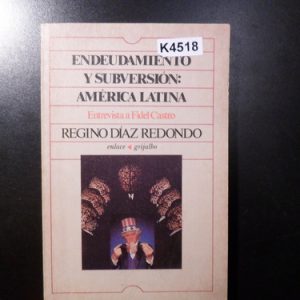 K4518
ENDEUDAMIENTO
Y SUBVERSIÓN:
AMÉRICA LATINA
Entrevista a Fidel Castro
REGINO DÍAZ REDONDO
enlace grijalbo